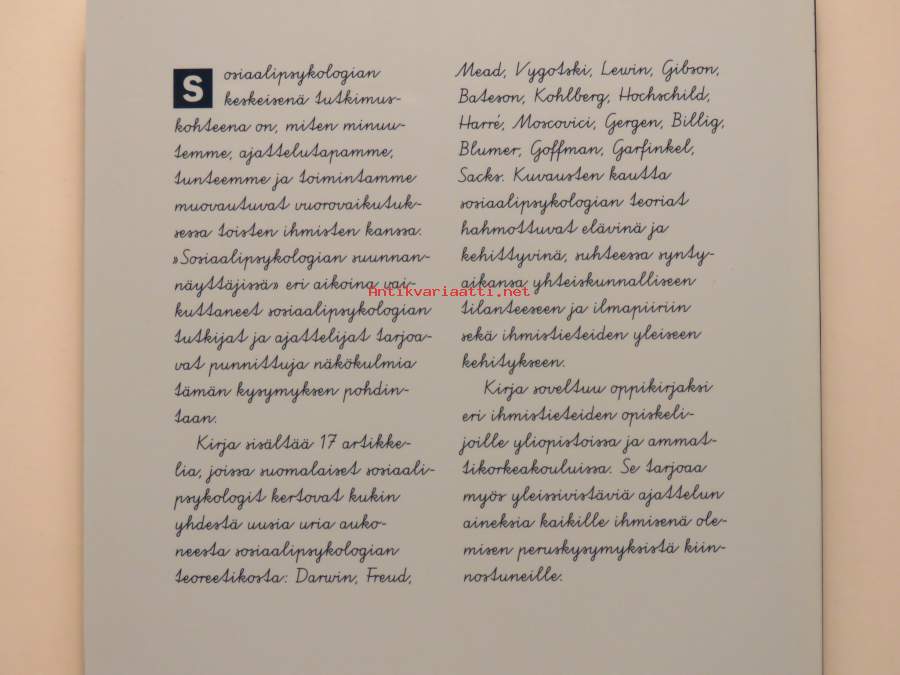 Sosiaalipsykologian
keskeisenä tutkimus-
kohteena on, miten minuu-
temme, ajattelutapamme,
tunteemme ja toimintamme
muovautuvat vuorovaikutuk-
sessa toisten ihmisten kanssa.
»Sosiaalipsykologian suunnan-
näyttäjissä» eri aikoina vai-
kuttaneet sosiaalipsykologian
tutkijat ja ajattelijat tarjoa-
vat punnittuja näkökulmia
tämän kysymyksen pohdin-
taan.
Kirja sisältää 17 artikke-
lia, joissa suomalaiset sosiaali-
psykologit kertovat kukin
yhdestä uusia uria auko-
neesta sosiaalipsykologian
teoreetikosta: Darwin, Freud,
Mead, Vygotski, Lewin, Gibson,
Bateson, Kohlberg, Hochschild,
Harré, Moscovici, Gergen, Billig,
Blumer, Goffman, Garfinkel,
Sacks. Kuvausten kautta
sosiaalipsykologian teoriat
hahmottuvat elävinä ja
kehittyvinä, suhteessa synty-
aikansa yhteiskunnalliseen
tilanteeseen ja ilmapiiriin
sekä ihmistieteiden yleiseen
kehitykseen.
Kirja soveltuu oppikirjaksi
eri ihmistieteiden opiskeli-
joille yliopistoissa ja ammat-
tikorkeakouluissa. Se tarjoaa
myös yleissivistäviä ajattelun
aineksia kaikille ihmisenä ole-
misen peruskysymyksistä kiin-
nostuneille.
Antikvariaatti.net